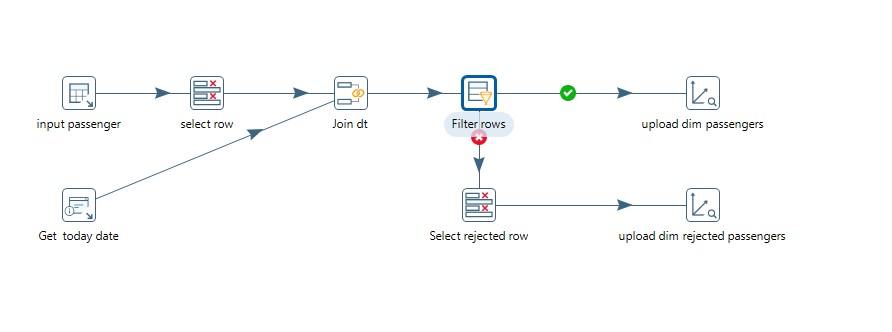 input passenger
select row
Join dt
Filter rows
upload dim passengers
Get today date
Select rejected row
upload dim rejected passengers